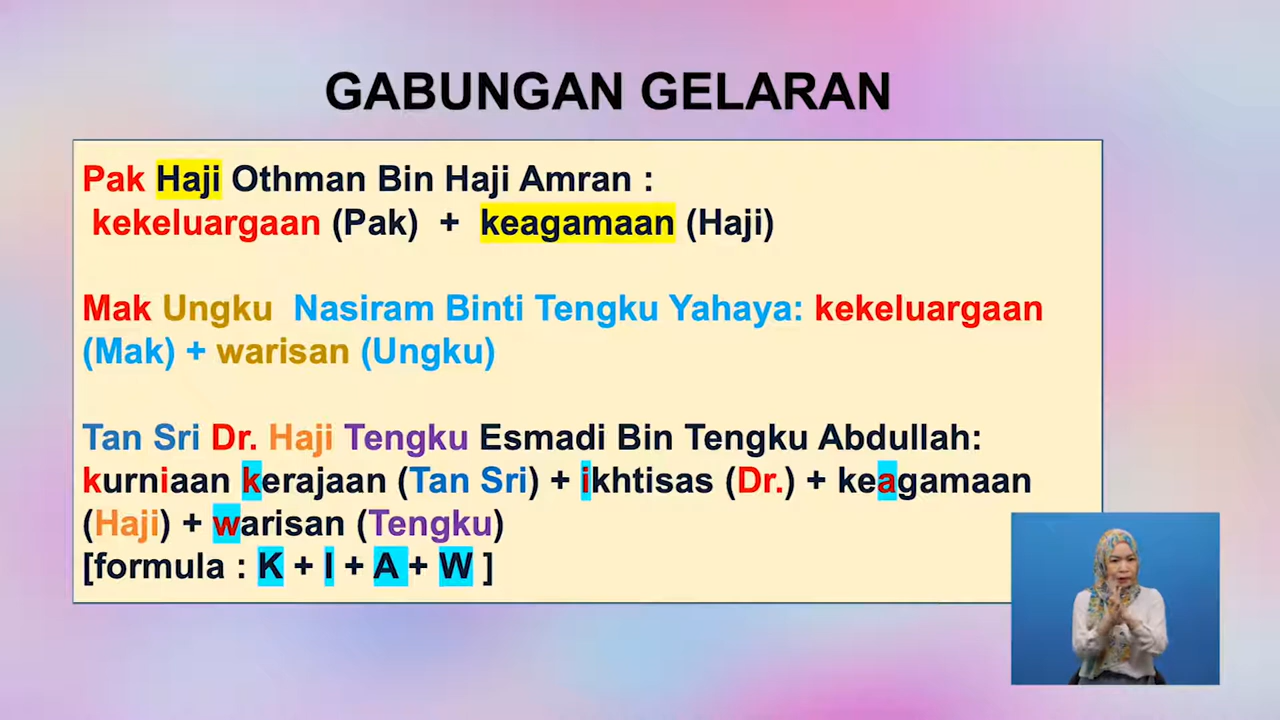 GABUNGAN GELARAN
Pak Haji Othman Bin Haji Amran :
kekeluargaan (Pak) + keagamaan (Haji)
Mak Ungku Nasiram Binti Tengku Yahaya: kekeluargaan
(Mak) + warisan (Ungku)
Tan Sri Dr. Haji Tengku Esmadi Bin Tengku Abdullah:
kurniaan kerajaan (Tan Sri) + ikhtisas (Dr.) + keagamaan
(Haji) + warisan (Tengku)
[formula : K + I + A + W ]